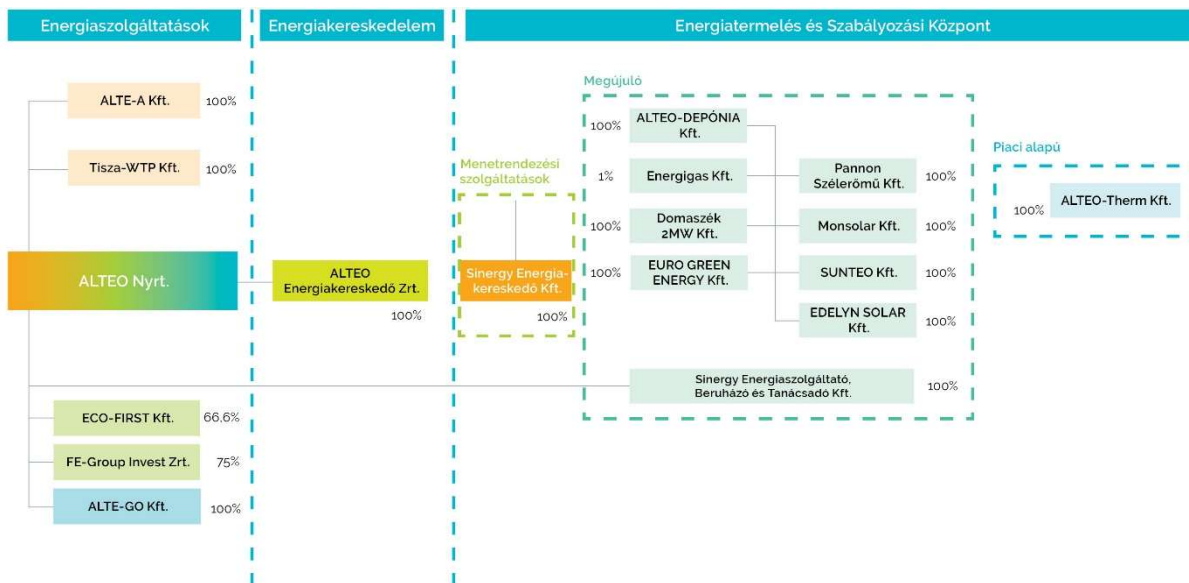 Energiaszolgáltatások
Energiakereskedelem
Energiatermelés és Szabályozási Központ
ALTE-A Kft.
100%
Tisza-WTP Kft.
100%
ALTEO Nyrt.
ECO-FIRST Kft.
66,6%
FE-Group Invest Zrt.
75%
ALTE-GO Kft.
100%
ALTEO
Energiakereskedő Zrt.
100%
Menetrendezési
szolgáltatások
Sinergy Energia-
kereskedő Kft.
100%
Megújuló
100%
ALTEO-DEPÓNIA
Kft.
1%
Energigas Kft.
100%
Domaszék
2MW Kft.
100%
EURO GREEN
ENERGY Kft.
Pannon
Szélerőmű Kft.
100%
Monsolar Kft.
100%
SUNTEO Kft.
100%
EDELYN SOLAR
Kft.
100%
Sinergy Energiaszolgáltató,
Beruházó és Tanácsadó Kft.
100%
Piaci alapú
100%
ALTEO-Therm Kft.